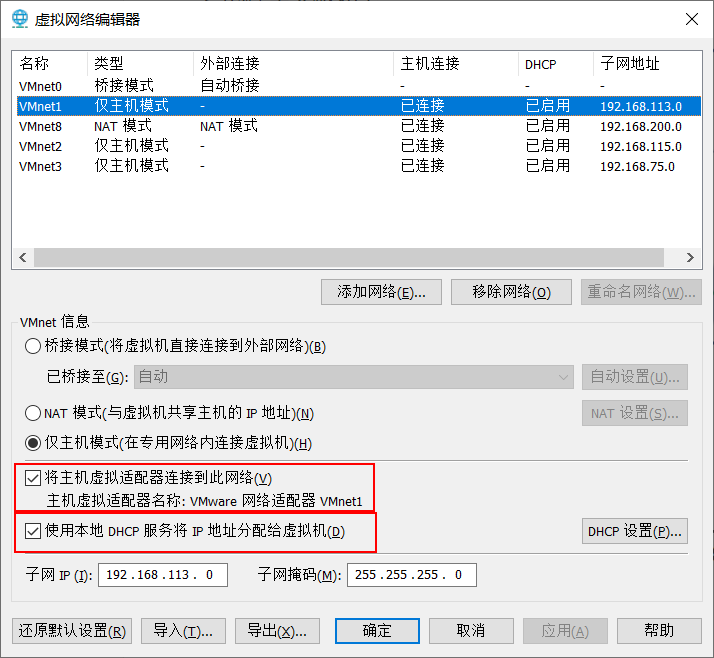 虚拟网络编辑器
名称 类型 外部连接 主机连接 DHCP 子网地址
VMnet0 桥接模式 自动桥接 - - -
VMnet1 仅主机模式 - 已连接 已启用 192.168.113.0
VMnet8 NAT 模式 NAT 模式 已连接 已启用 192.168.200.0
VMnet2 仅主机模式 - 已连接 已启用 192.168.115.0
VMnet3 仅主机模式 - 已连接 已启用 192.168.75.0
添加网络(E)... 移除网络(O) 重命名网络(W)...
VMnet 信息
桥接模式(将虚拟机直接连接到外部网络)(B)
已桥接至(G): 自动 自动设置(U)...
NAT 模式(与虚拟机共享主机的 IP 地址)(N) NAT 设置(S)...
仅主机模式(在专用网络内连接虚拟机)(H)
将主机虚拟适配器连接到此网络(V)
主机虚拟适配器名称: VMware 网络适配器 VMnet1
使用本地 DHCP 服务将 IP 地址分配给虚拟机(D) DHCP 设置(P)...
子网 IP (I): 192 . 168 . 113 . 0 子网掩码(M): 255 . 255 . 255 . 0
还原默认设置(R) 导入(T)... 导出(X)... 确定 取消 应用(A) 帮助